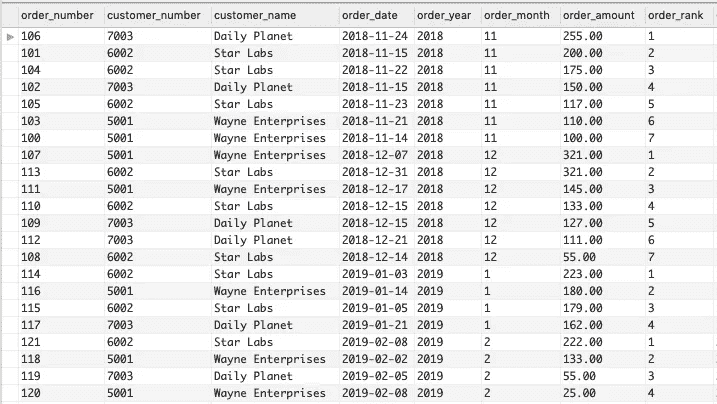 order_number customer_number customer_name order_date order_year order_month order_amount order_rank
106 7003 Daily Planet 2018-11-24 2018 11 255.00 1
101 6002 Star Labs 2018-11-15 2018 11 200.00 2
104 6002 Star Labs 2018-11-22 2018 11 175.00 3
102 7003 Daily Planet 2018-11-15 2018 11 150.00 4
105 6002 Star Labs 2018-11-23 2018 11 117.00 5
103 5001 Wayne Enterprises 2018-11-21 2018 11 110.00 6
100 5001 Wayne Enterprises 2018-11-14 2018 11 100.00 7
107 5001 Wayne Enterprises 2018-12-07 2018 12 321.00 1
113 6002 Star Labs 2018-12-31 2018 12 321.00 2
111 5001 Wayne Enterprises 2018-12-17 2018 12 145.00 3
110 6002 Star Labs 2018-12-15 2018 12 133.00 4
109 7003 Daily Planet 2018-12-15 2018 12 127.00 5
112 7003 Daily Planet 2018-12-21 2018 12 111.00 6
108 6002 Star Labs 2018-12-14 2018 12 55.00 7
114 6002 Star Labs 2019-01-03 2019 1 223.00 1
116 5001 Wayne Enterprises 2019-01-14 2019 1 180.00 2
115 6002 Star Labs 2019-01-05 2019 1 179.00 3
117 7003 Daily Planet 2019-01-21 2019 1 162.00 4
121 6002 Star Labs 2019-02-08 2019 2 222.00 1
118 5001 Wayne Enterprises 2019-02-02 2019 2 133.00 2
119 7003 Daily Planet 2019-02-05 2019 2 55.00 3
120 5001 Wayne Enterprises 2019-02-08 2019 2 25.00 4